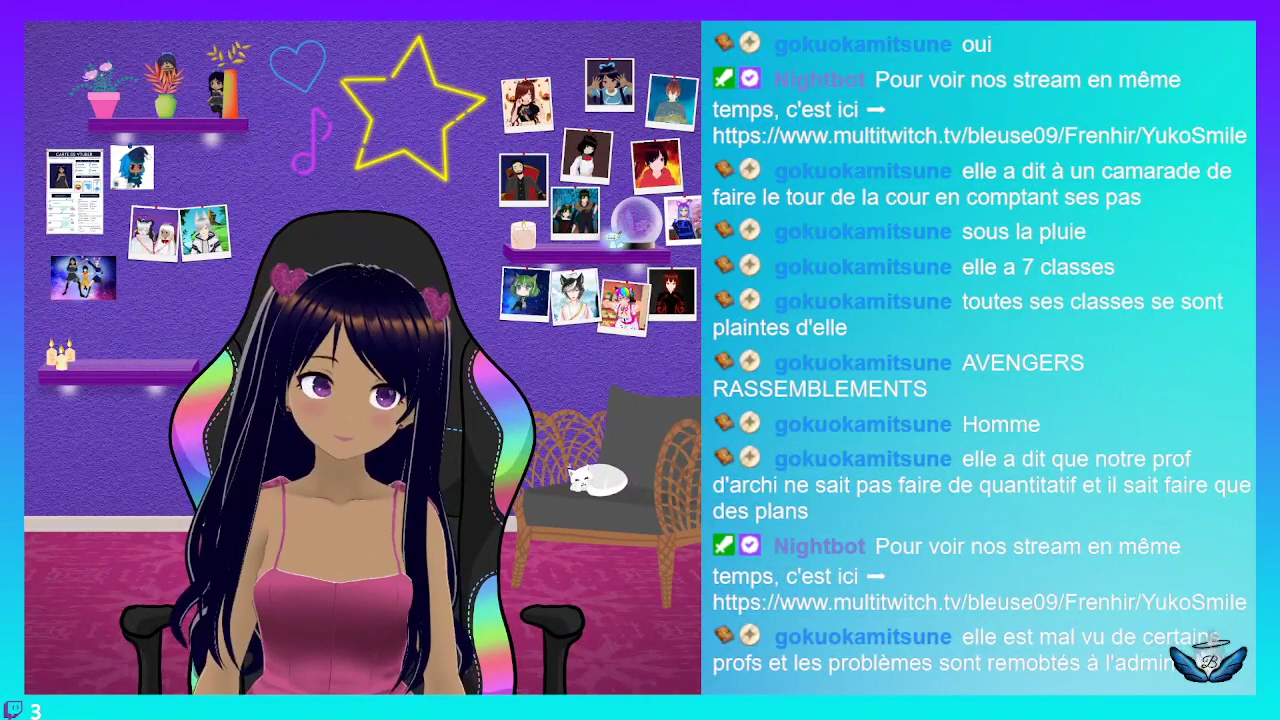 gokuokamitsune oui
Nightbot Pour voir nos stream en même
temps, c'est ici ➡
https://www.multitwitch.tv/bleuse09/Frenhir/YukoSmile
gokuokamitsune elle a dit à un camarade de
faire le tour de la cour en comptant ses pas
gokuokamitsune sous la pluie
gokuokamitsune elle a 7 classes
gokuokamitsune toutes ses classes se sont
plaintes d'elle
gokuokamitsune AVENGERS
RASSEMBLEMENTS
gokuokamitsune Homme
gokuokamitsune elle a dit que notre prof
d'archi ne sait pas faire de quantitatif et il sait faire que
des plans
Nightbot Pour voir nos stream en même
temps, c'est ici ➡
https://www.multitwitch.tv/bleuse09/Frenhir/YukoSmile
gokuokamitsune elle est mal vu de certains
profs et les problèmes sont remobtés à l'admin
CARTE DE VTUBER
B
3